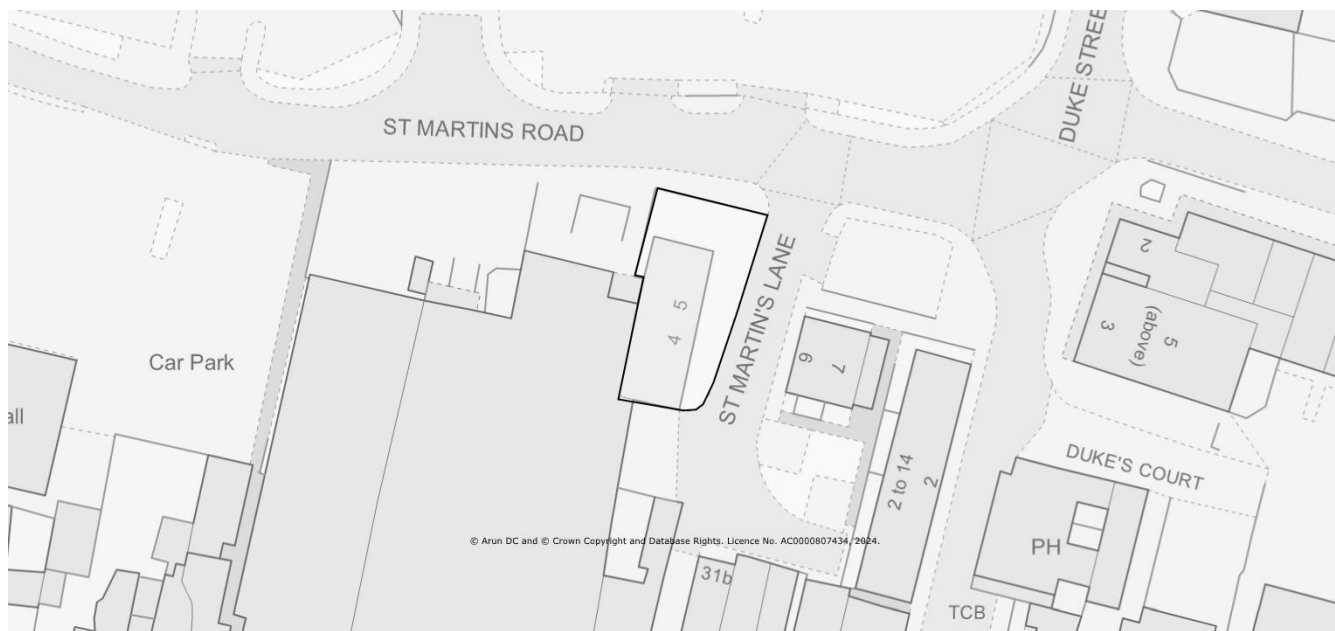 DUKE STREE
ST MARTINS ROAD
2
5
(above)
3
5
4
ST MARTIN'S LANE
Car Park
6
7
all
DUKE'S COURT
2 to 14
2
© Arun DC and © Crown Copyright and Database Rights. Licence No. AC0000807434, 2024.
PH
31b
TCB